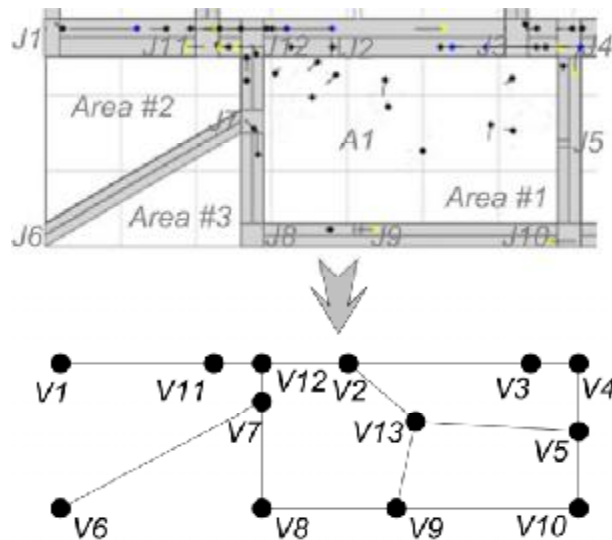 J1 J11 J12 J2 J3 J4
Area #2 J7 A1 J5
Area #3 Area #1
J6 J8 J9 J10
V1 V11 V12 V2 V3 V4
V7 V13 V5
V6 V8 V9 V10